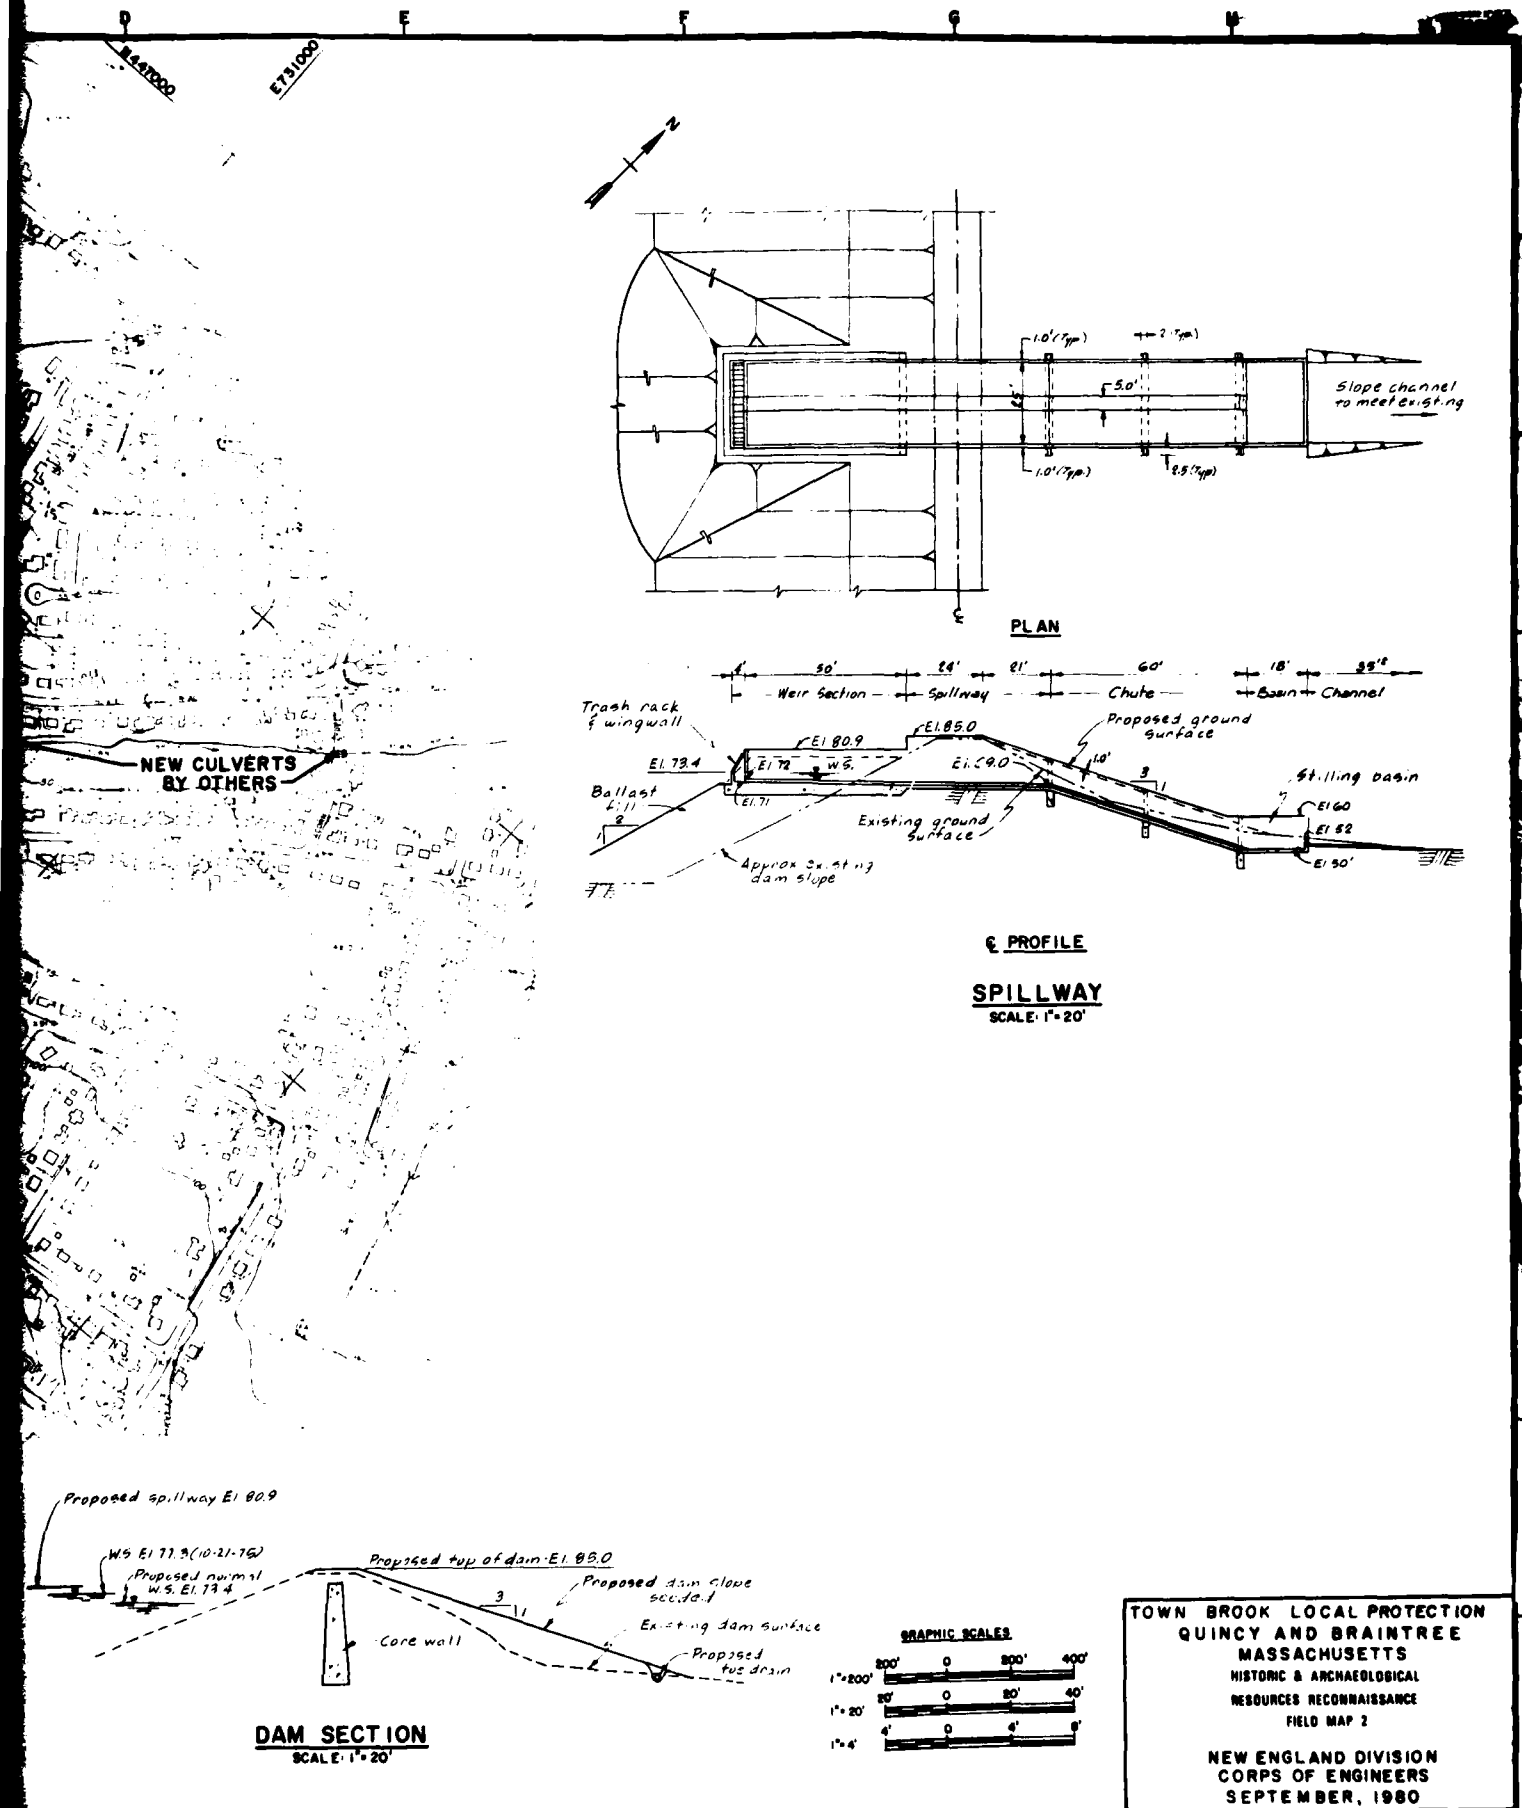 D E F G H
N447000
E731000
N
1.0' (Typ)
2 (Typ)
5.0'
Slope channel
to meet existing
1.0' (Typ.)
2.5 (Typ)
PLAN
4' 50' 24' 21' 60' 18'
Weir Section Spillway Chute Basin Channel
Trash rack
& wingwall
El. 85.0
Proposed ground
surface
El 80.9
El. 73.4
El 72
W.S.
1.0'
3
1
Stilling basin
Ballast
fill
El. 71
El 60
2
1
Existing ground
surface
El 52
El 50'
Approx existing
dam slope
NEW CULVERTS
BY OTHERS
℄ PROFILE
SPILLWAY
SCALE: 1"=20'
Proposed spillway El 80.9
W.S. El 77.3 (10-21-75)
Proposed normal
W.S. El. 73.4
Proposed top of dam-El. 85.0
Proposed dam slope
seeded
3
1
Existing dam surface
Core wall
Proposed
toe drain
DAM SECTION
SCALE: 1"=20'
GRAPHIC SCALES
200' 0 200' 400'
1"=200'
20' 0 20' 40'
1"=20'
4' 0 4' 8'
1"=4'
TOWN BROOK LOCAL PROTECTION
QUINCY AND BRAINTREE
MASSACHUSETTS
HISTORIC & ARCHAEOLOGICAL
RESOURCES RECONNAISSANCE
FIELD MAP 2
NEW ENGLAND DIVISION
CORPS OF ENGINEERS
SEPTEMBER, 1980